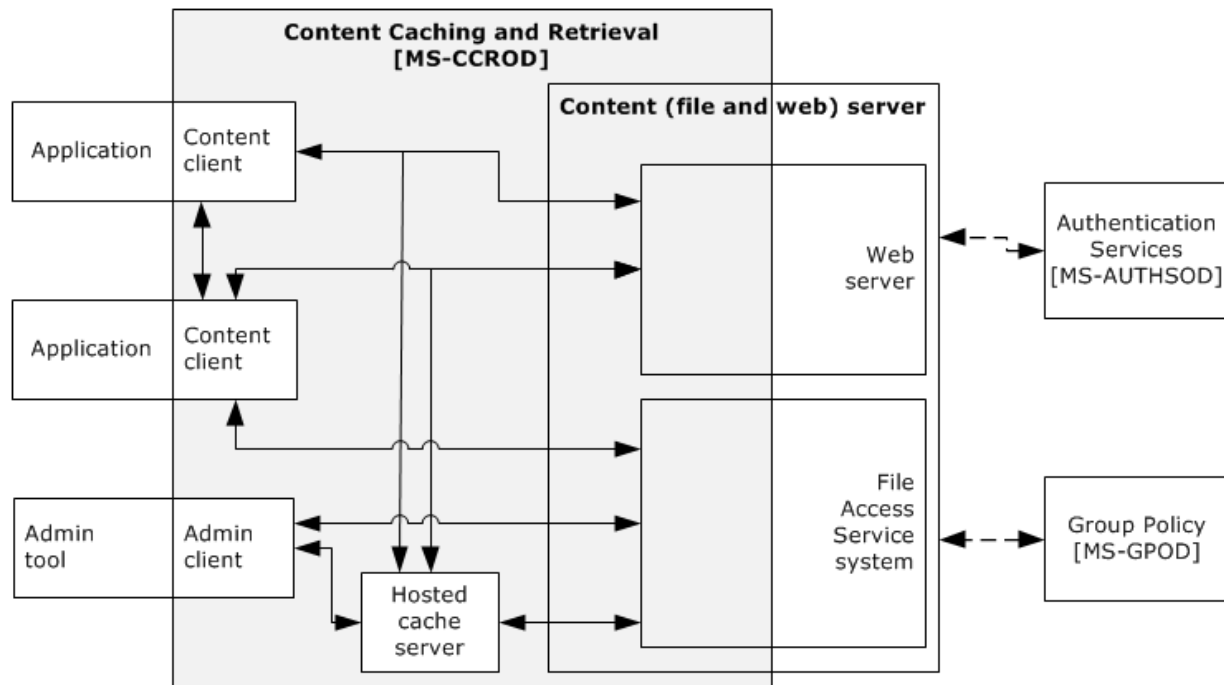 Content Caching and Retrieval
[MS-CCROD]
Content (file and web) server
Application
Content
client
Web
server
Authentication
Services
[MS-AUTHSOD]
Application
Content
client
File
Access
Service
system
Admin
tool
Admin
client
Hosted
cache
server
Group Policy
[MS-GPOD]